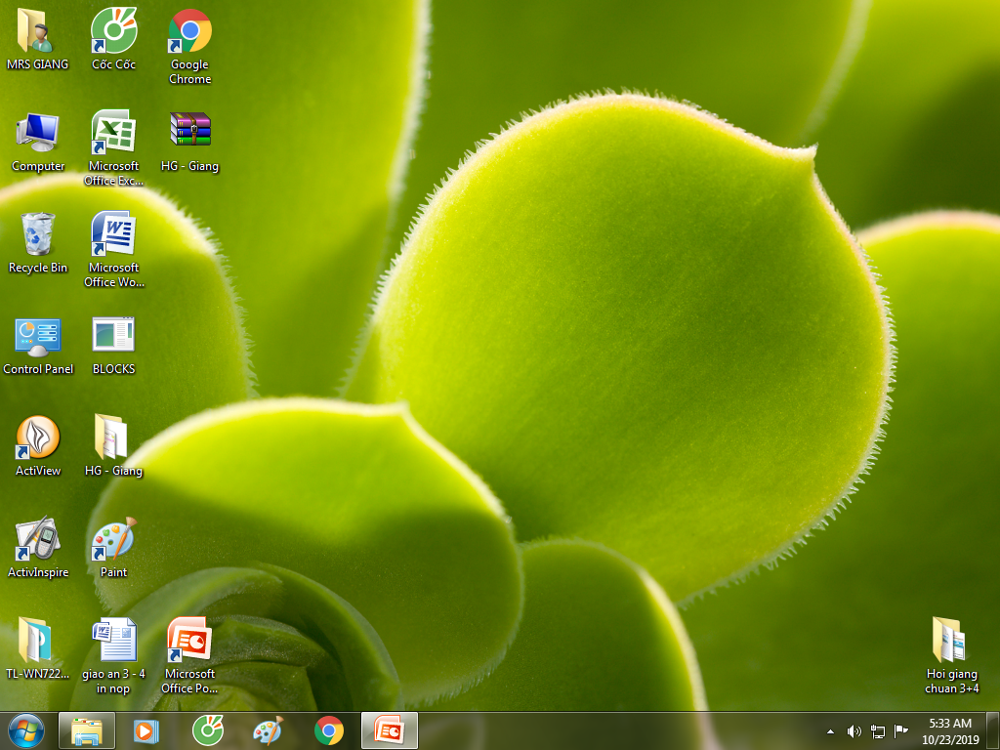 MRS GIANG
Cốc Cốc
Google
Chrome
Computer
Microsoft
Office Exc...
HG - Giang
Recycle Bin
Microsoft
Office Wo...
Control Panel
BLOCKS
ActiView
HG - Giang
ActivInspire
Paint
TL-WN722...
giao an 3 - 4
in nop
Microsoft
Office Po...
Hoi giang
chuan 3+4
5:33 AM
10/23/2019